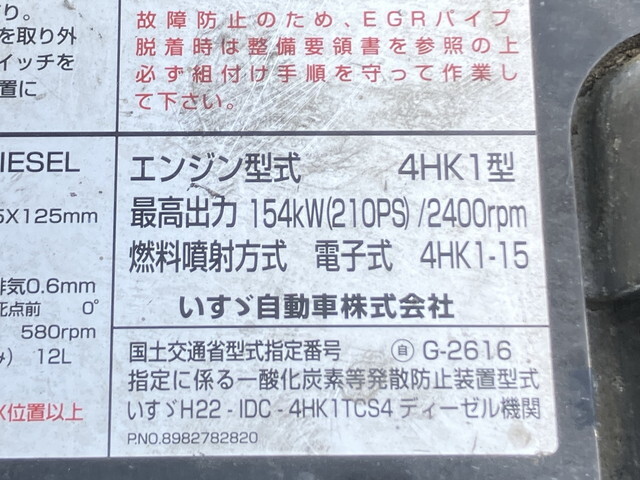 り。
を取り外
イッチを
置に
故障防止のため、EGRパイプ
脱着時は整備要領書を参照の上
必ず組付け手順を守って作業し
て下さい。
IESEL
5X125mm
排気0.6mm
死点前 0°
580rpm
み) 12L
X位置以上
エンジン型式 4HK1型
最高出力 154kW(210PS) /2400rpm
燃料噴射方式 電子式 4HK1-15
いすゞ自動車株式会社
国土交通省型式指定番号 自 G-2616
指定に係る一酸化炭素等発散防止装置型式
いすゞH22 - IDC - 4HK1TCS4 ディーゼル機関
P.NO.8982782820